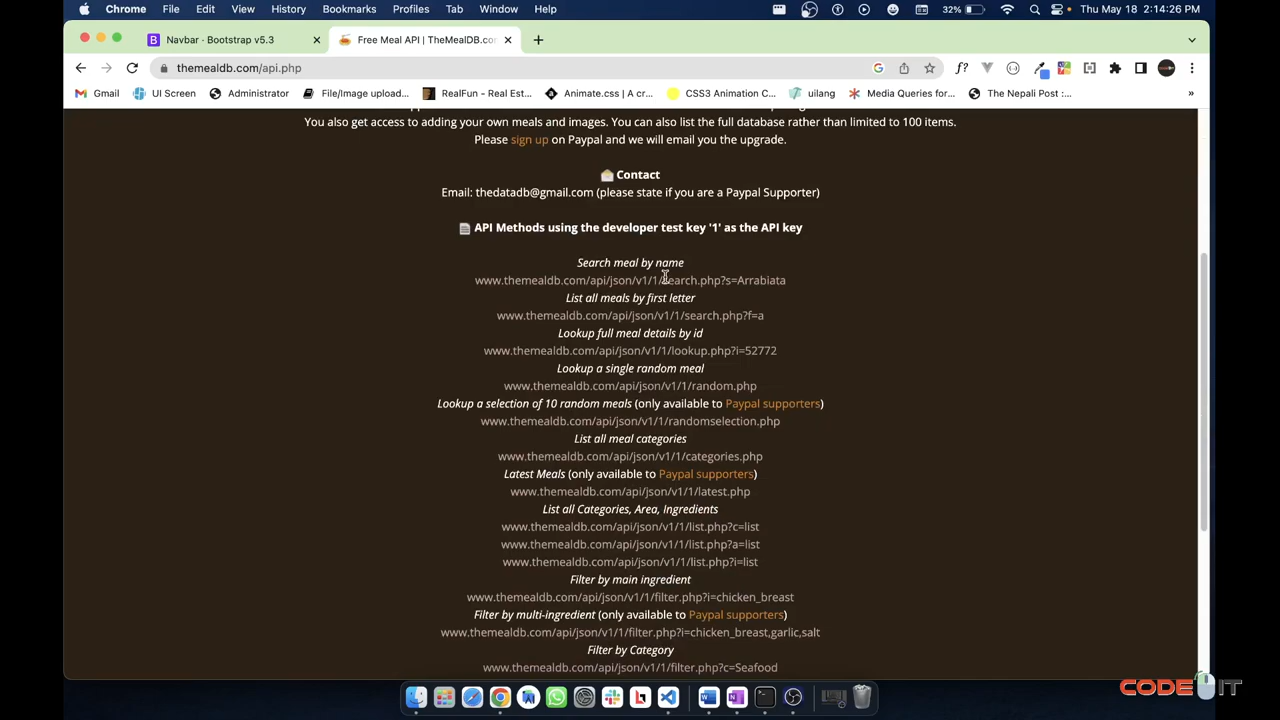 Chrome File Edit View History Bookmarks Profiles Tab Window Help 32% Thu May 18 2:14:26 PM
Navbar · Bootstrap v5.3
Free Meal API | TheMealDB.co
themealdb.com/api.php
Gmail UI Screen Administrator File/Image upload... RealFun - Real Est... Animate.css | A cr... CSS3 Animation C... uilang Media Queries for... The Nepali Post :... »
You also get access to adding your own meals and images. You can also list the full database rather than limited to 100 items.
Please sign up on Paypal and we will email you the upgrade.
Contact
Email: thedatadb@gmail.com (please state if you are a Paypal Supporter)
API Methods using the developer test key '1' as the API key
Search meal by name
www.themealdb.com/api/json/v1/1/search.php?s=Arrabiata
List all meals by first letter
www.themealdb.com/api/json/v1/1/search.php?f=a
Lookup full meal details by id
www.themealdb.com/api/json/v1/1/lookup.php?i=52772
Lookup a single random meal
www.themealdb.com/api/json/v1/1/random.php
Lookup a selection of 10 random meals (only available to Paypal supporters)
www.themealdb.com/api/json/v1/1/randomselection.php
List all meal categories
www.themealdb.com/api/json/v1/1/categories.php
Latest Meals (only available to Paypal supporters)
www.themealdb.com/api/json/v1/1/latest.php
List all Categories, Area, Ingredients
www.themealdb.com/api/json/v1/1/list.php?c=list
www.themealdb.com/api/json/v1/1/list.php?a=list
www.themealdb.com/api/json/v1/1/list.php?i=list
Filter by main ingredient
www.themealdb.com/api/json/v1/1/filter.php?i=chicken_breast
Filter by multi-ingredient (only available to Paypal supporters)
www.themealdb.com/api/json/v1/1/filter.php?i=chicken_breast,garlic,salt
Filter by Category
www.themealdb.com/api/json/v1/1/filter.php?c=Seafood
CODE IT